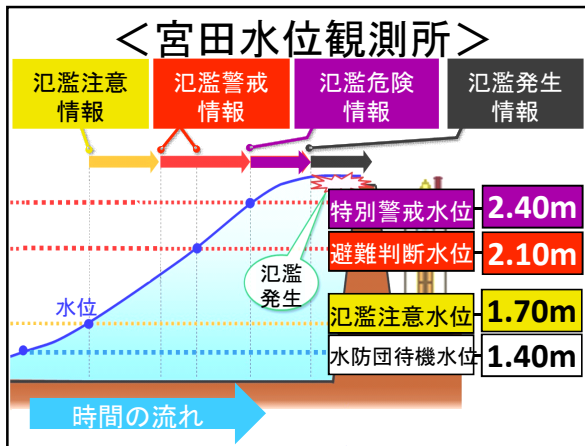 ＜宮田水位観測所＞
氾濫注意
情報
氾濫警戒
情報
氾濫危険
情報
氾濫発生
情報
特別警戒水位
2.40m
避難判断水位
2.10m
氾濫
発生
水位
氾濫注意水位
1.70m
水防団待機水位
1.40m
時間の流れ